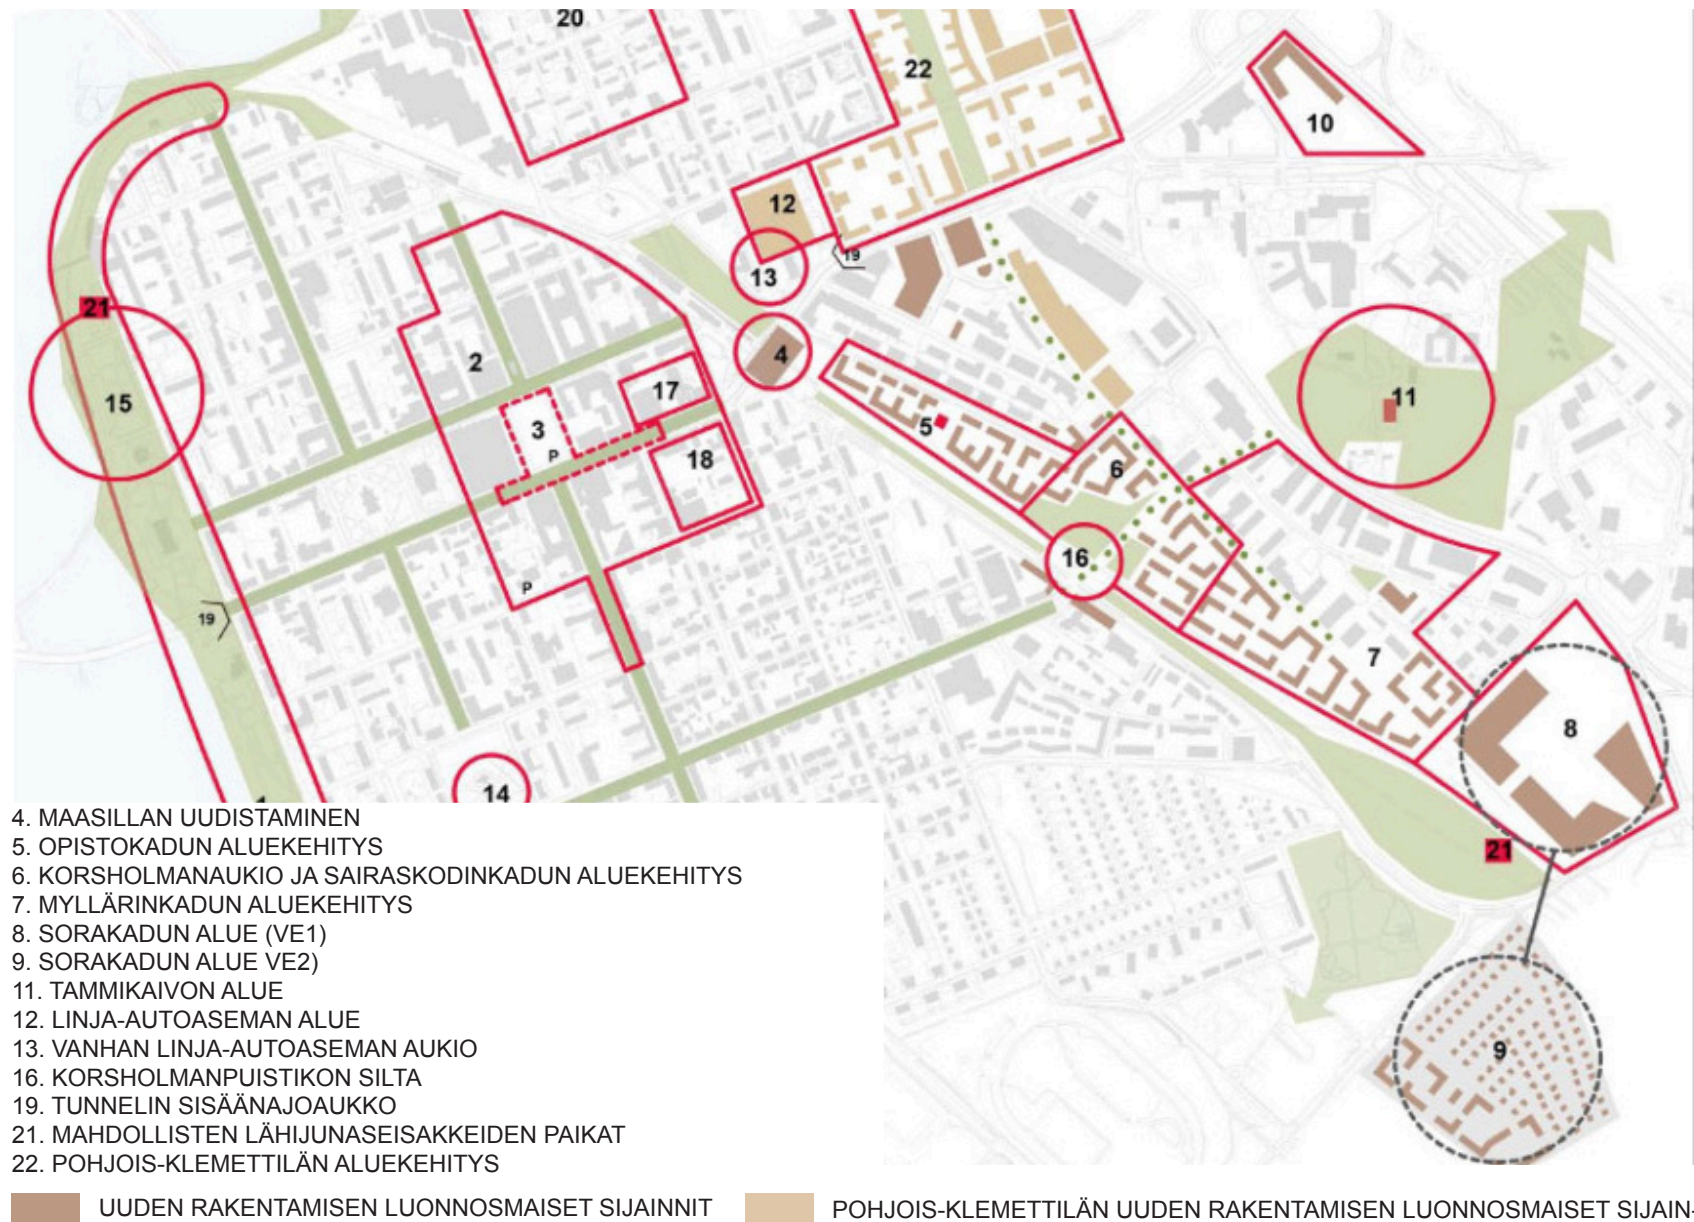 20
22
10
12
19
13
21
2
4
15
17
11
3
5
P
18
6
16
P
19
7
8
14
21
9
4. MAASILLAN UUDISTAMINEN
5. OPISTOKADUN ALUEKEHITYS
6. KORSHOLMANAUKIO JA SAIRASKODINKADUN ALUEKEHITYS
7. MYLLÄRINKADUN ALUEKEHITYS
8. SORAKADUN ALUE (VE1)
9. SORAKADUN ALUE VE2)
11. TAMMIKAIVON ALUE
12. LINJA-AUTOASEMAN ALUE
13. VANHAN LINJA-AUTOASEMAN AUKIO
16. KORSHOLMANPUISTIKON SILTA
19. TUNNELIN SISÄÄNAJOAUKKO
21. MAHDOLLISTEN LÄHIJUNASEISAKKEIDEN PAIKAT
22. POHJOIS-KLEMETTILÄN ALUEKEHITYS
UUDEN RAKENTAMISEN LUONNOSMAISET SIJAINNIT
POHJOIS-KLEMETTILÄN UUDEN RAKENTAMISEN LUONNOSMAISET SIJAIN-